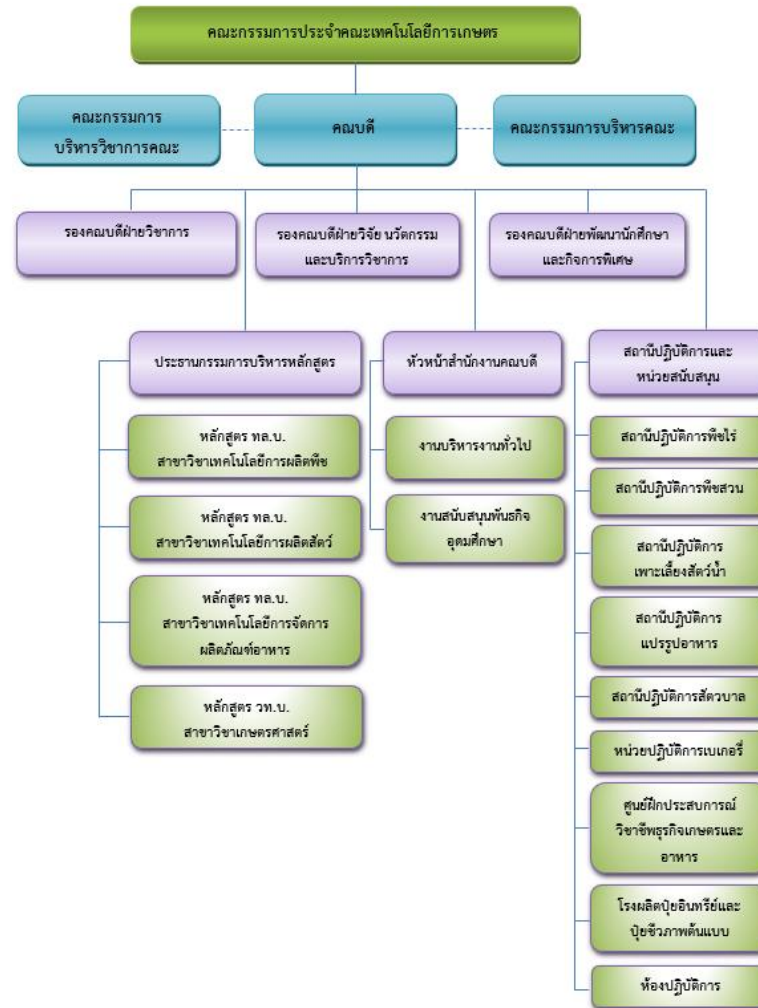 คณะกรรมการประจำคณะเทคโนโลยีการเกษตร
คณะกรรมการ
บริหารวิชาการคณะ
คณบดี
คณะกรรมการบริหารคณะ
รองคณบดีฝ่ายวิชาการ
รองคณบดีฝ่ายวิจัย นวัตกรรม
และบริการวิชาการ
รองคณบดีฝ่ายพัฒนานักศึกษา
และกิจการพิเศษ
ประธานกรรมการบริหารหลักสูตร
หลักสูตร ทล.บ.
สาขาวิชาเทคโนโลยีการผลิตพืช
หลักสูตร ทล.บ.
สาขาวิชาเทคโนโลยีการผลิตสัตว์
หลักสูตร ทล.บ.
สาขาวิชาเทคโนโลยีการจัดการ
ผลิตภัณฑ์อาหาร
หลักสูตร วท.บ.
สาขาวิชาเกษตรศาสตร์
หัวหน้าสำนักงานคณบดี
งานบริหารงานทั่วไป
งานสนับสนุนพันธกิจ
อุดมศึกษา
สถานีปฏิบัติการและ
หน่วยสนับสนุน
สถานีปฏิบัติการพืชไร่
สถานีปฏิบัติการพืชสวน
สถานีปฏิบัติการ
เพาะเลี้ยงสัตว์น้ำ
สถานีปฏิบัติการ
แปรรูปอาหาร
สถานีปฏิบัติการสัตวบาล
หน่วยปฏิบัติการเบเกอรี่
ศูนย์ฝึกประสบการณ์
วิชาชีพธุรกิจเกษตรและ
อาหาร
โรงผลิตปุ๋ยอินทรีย์และ
ปุ๋ยชีวภาพต้นแบบ
ห้องปฏิบัติการ